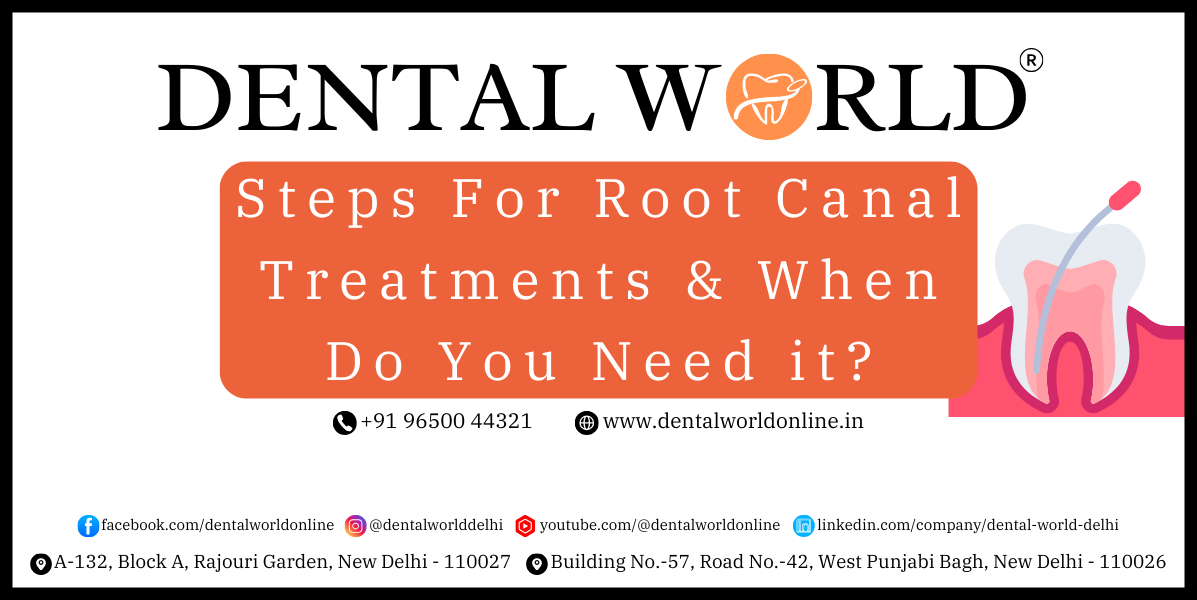 DENTAL WORLD®
Steps For Root Canal
Treatments & When
Do You Need it?
+91 96500 44321 www.dentalworldonline.in
facebook.com/dentalworldonline @dentalworlddelhi youtube.com/@dentalworldonline linkedin.com/company/dental-world-delhi
A-132, Block A, Rajouri Garden, New Delhi - 110027 Building No.-57, Road No.-42, West Punjabi Bagh, New Delhi - 110026